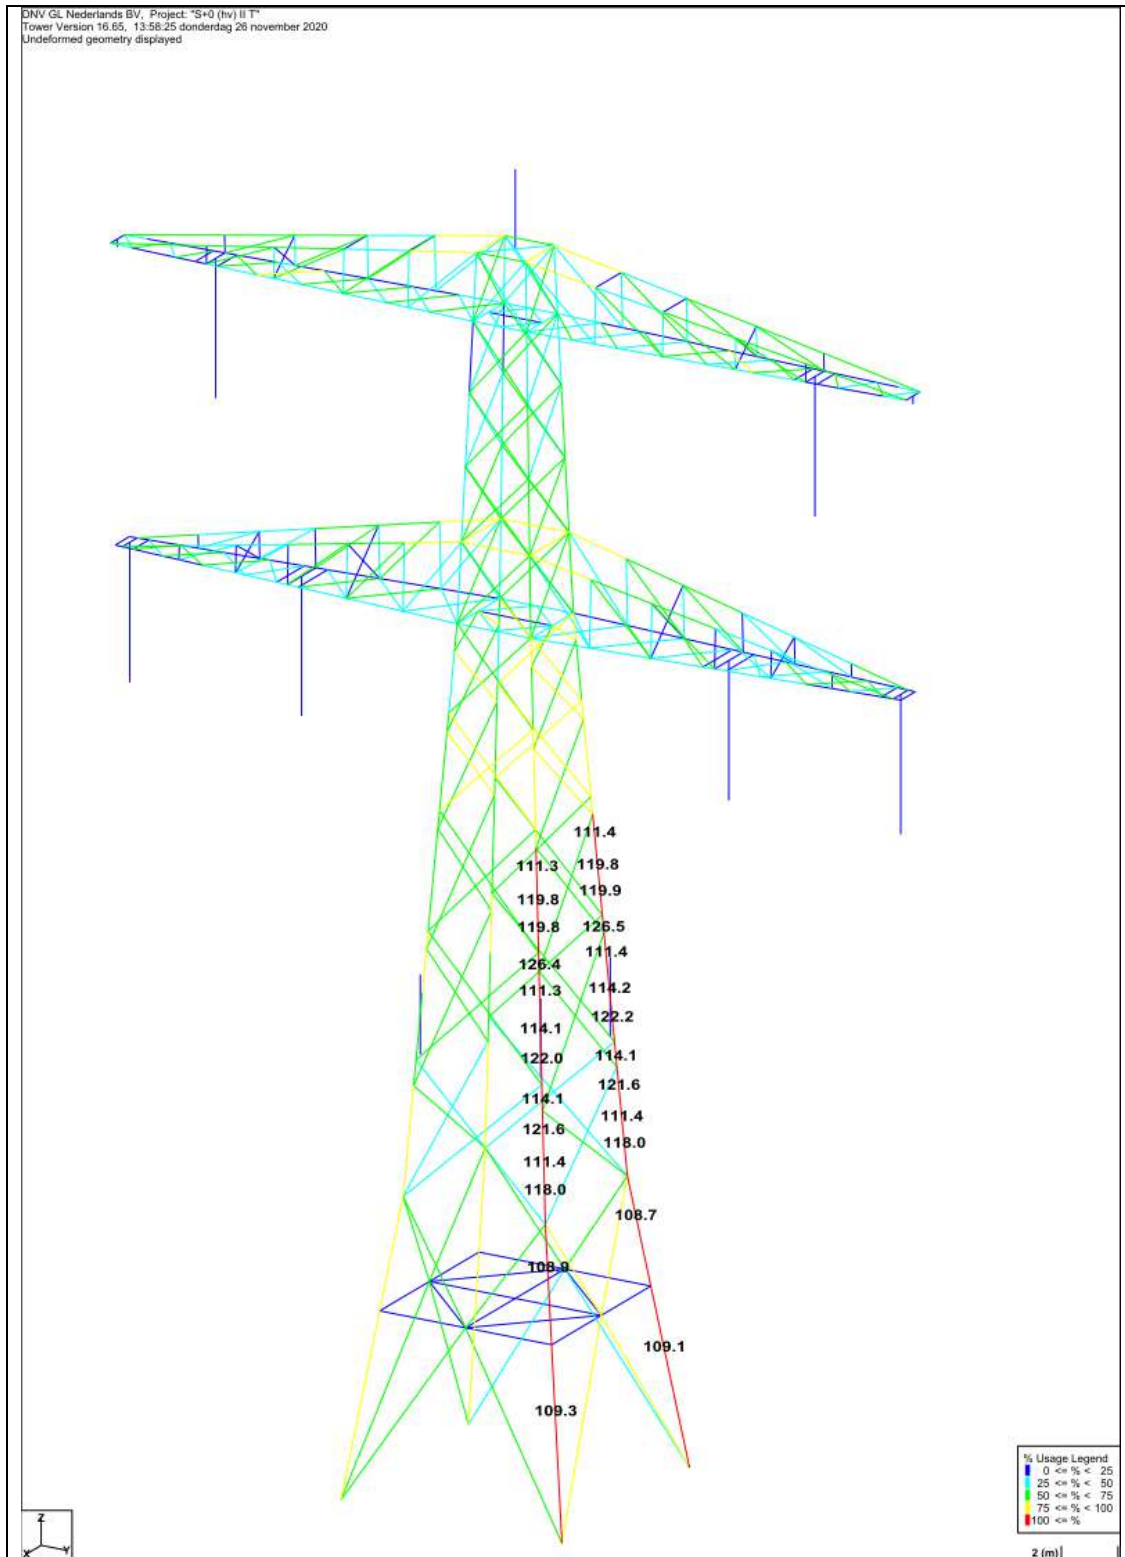 DNV GL Nederlands BV, Project: "S+0 (hv) II T"
Tower Version 16.65, 13:58:25 donderdag 26 november 2020
Undeformed geometry displayed
111.4
111.3
119.8
119.8
119.9
119.8
126.5
111.4
126.4
114.2
111.3
122.2
114.1
122.0
114.1
114.1
121.6
121.6
111.4
111.4
118.0
118.0
108.7
108.9
109.1
109.3
% Usage Legend
0 <= % < 25
25 <= % < 50
50 <= % < 75
75 <= % < 100
100 <= %
Z
X Y
2 (m)